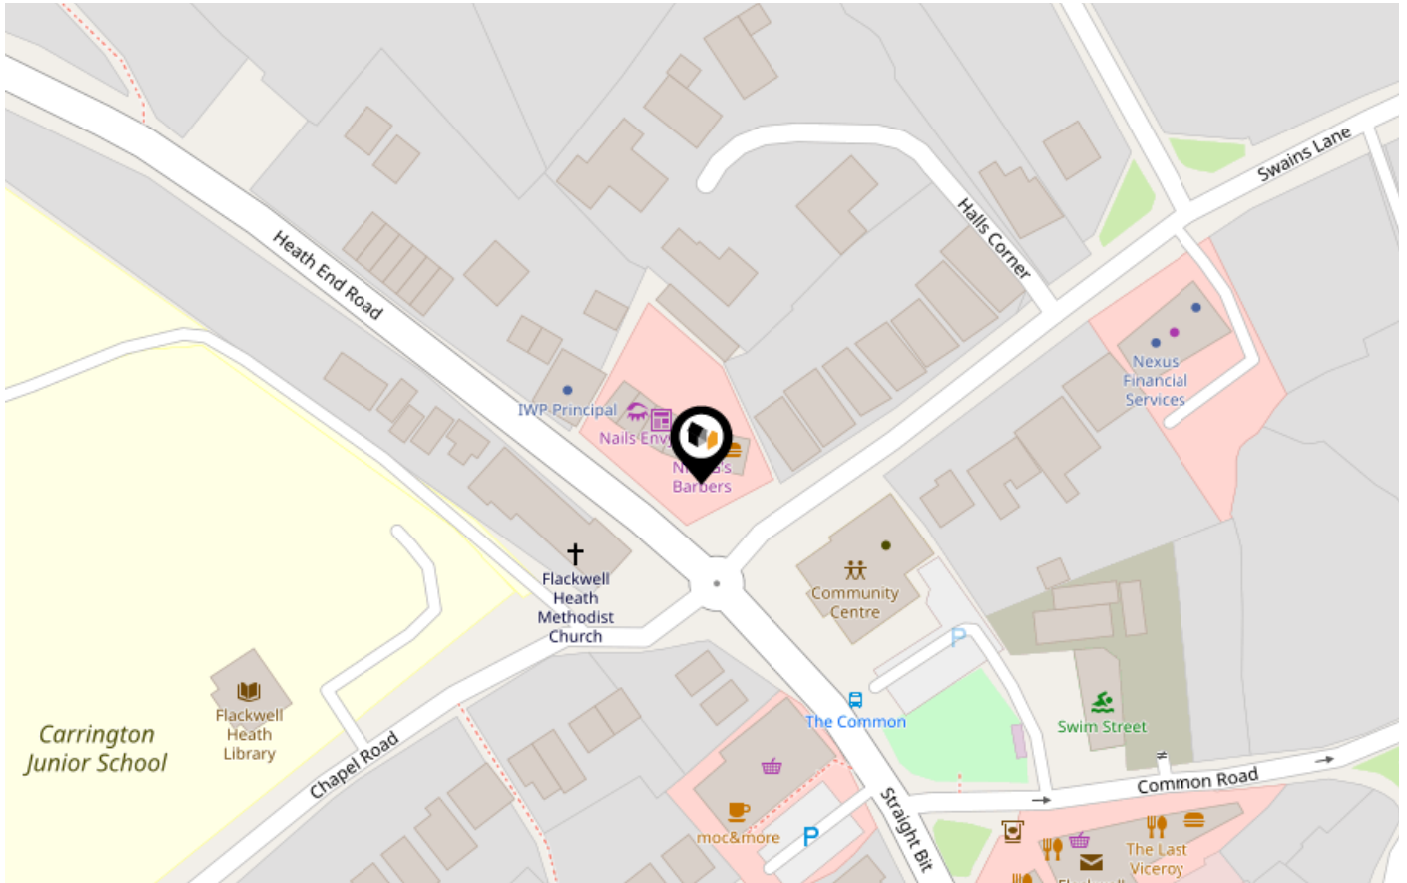 Swains Lane
Halls Corner
Heath End Road
Nexus
Financial
Services
IWP Principal
Nails Envy
Barbers
Flackwell
Heath
Methodist
Church
Community
Centre
P
Flackwell
Heath
Library
The Common
Swim Street
Carrington
Junior School
Chapel Road
Common Road
Straight Bit
moc&more
P
The Last
Viceroy